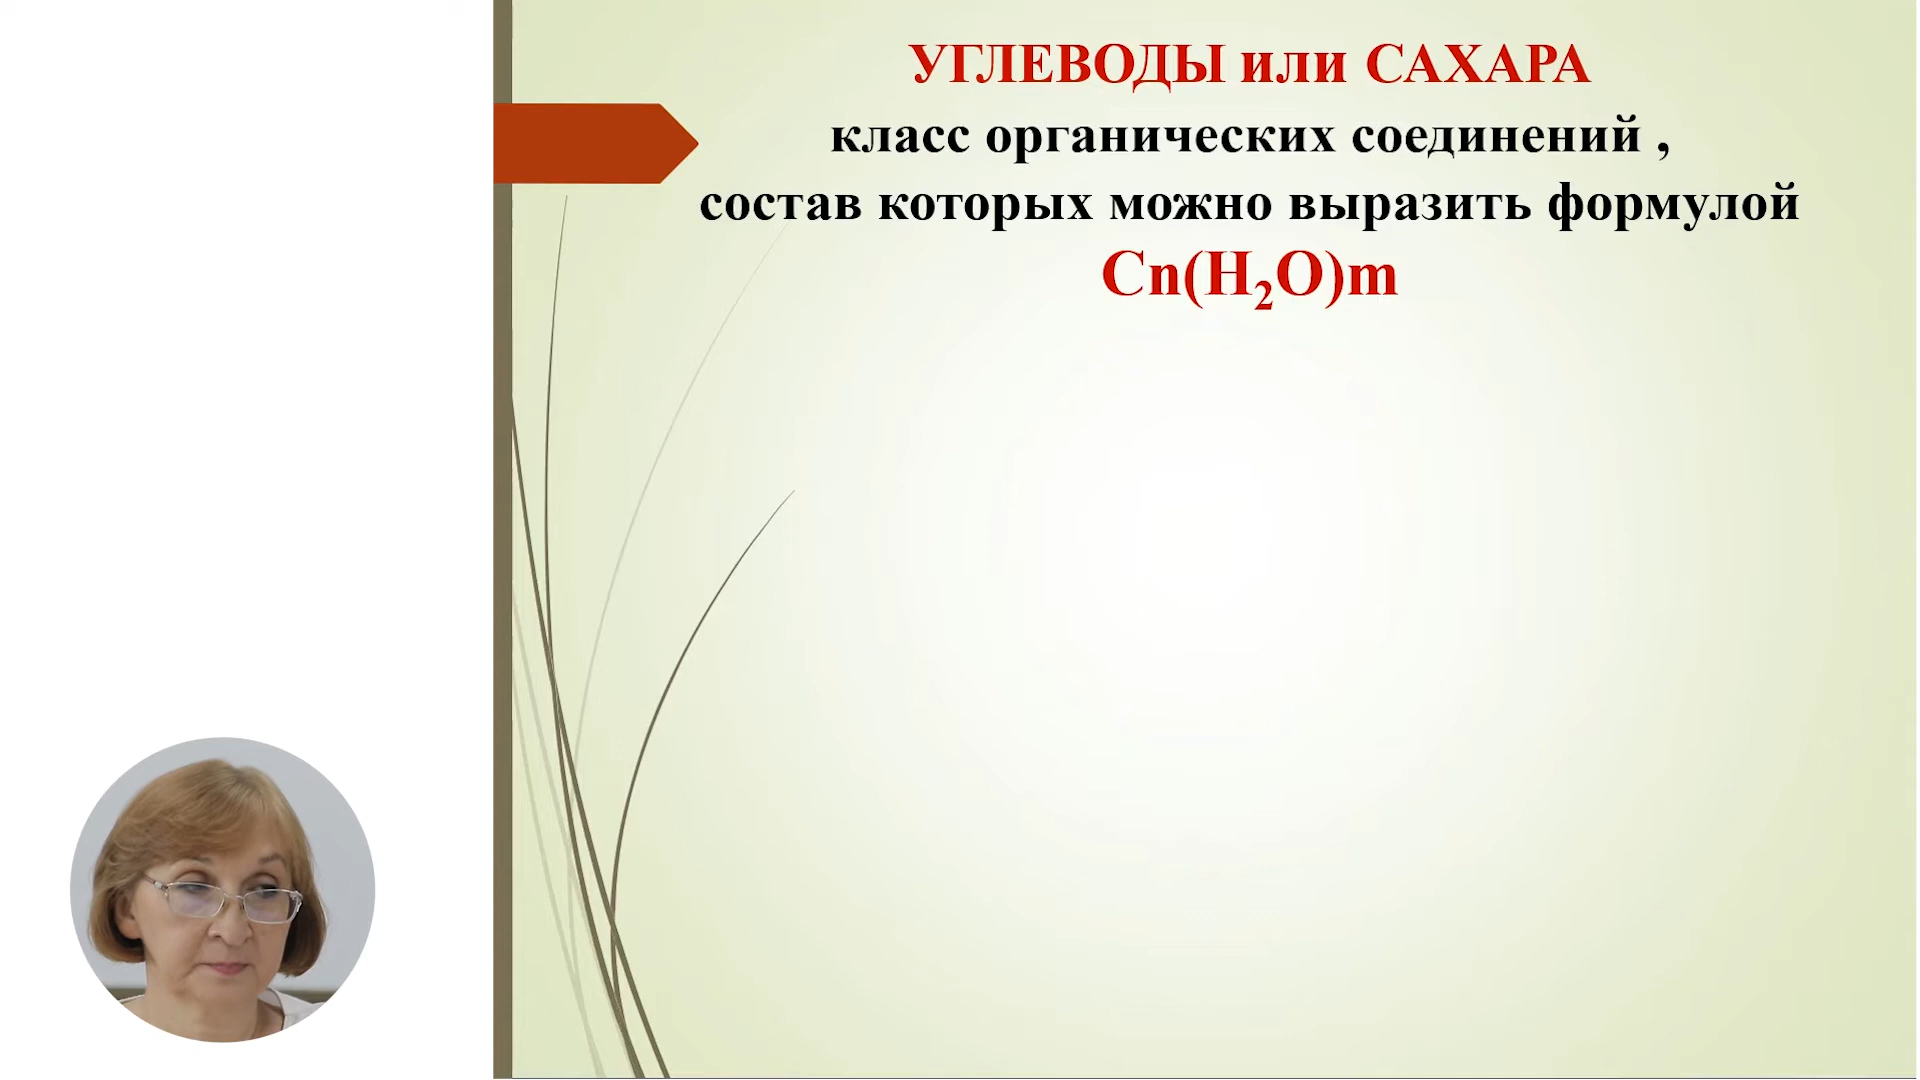 УГЛЕВОДЫ или САХАРА
класс органических соединений ,
состав которых можно выразить формулой
Cn(H₂O)m